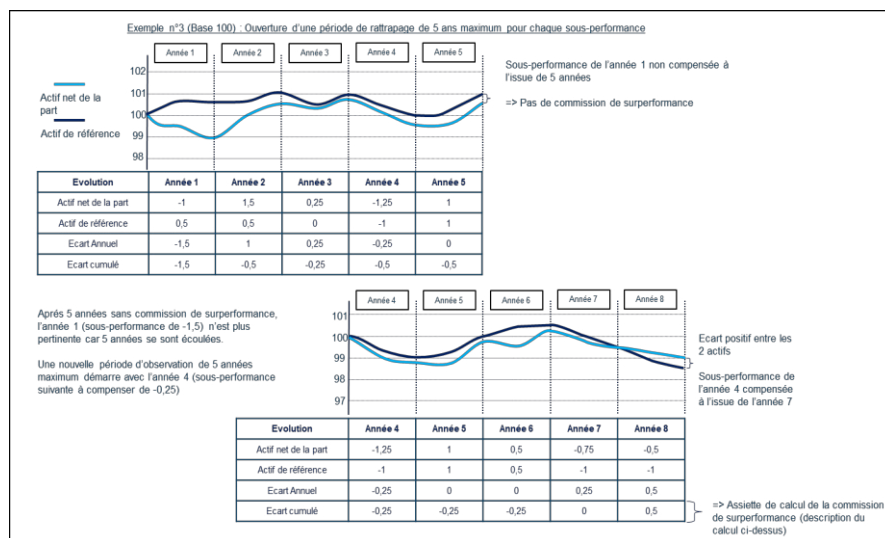 Exemple n°3 (Base 100) : Ouverture d'une période de rattrapage de 5 ans maximum pour chaque sous-performance
Année 1 Année 2 Année 3 Année 4 Année 5
102
101
100
99
98
Actif net de la
part
Actif de référence
Sous-performance de l'année 1 non compensée à
l'issue de 5 années
=> Pas de commission de surperformance
Evolution Année 1 Année 2 Année 3 Année 4 Année 5
Actif net de la part -1 1,5 0,25 -1,25 1
Actif de référence 0,5 0,5 0 -1 1
Ecart Annuel -1,5 1 0,25 -0,25 0
Ecart cumulé -1,5 -0,5 -0,25 -0,5 -0,5
Aprés 5 années sans commission de surperformance,
l'année 1 (sous-performance de -1,5) n'est plus
pertinente car 5 années se sont écoulées.
Une nouvelle période d'observation de 5 années
maximum démarre avec l'année 4 (sous-performance
suivante à compenser de -0,25)
Année 4 Année 5 Année 6 Année 7 Année 8
101
100
99
98
97
Ecart positif entre les
2 actifs
Sous-performance de
l'année 4 compensée
à l'issue de l'année 7
Evolution Année 4 Année 5 Année 6 Année 7 Année 8
Actif net de la part -1,25 1 0,5 -0,75 -0,5
Actif de référence -1 1 0,5 -1 -1
Ecart Annuel -0,25 0 0 0,25 0,5
Ecart cumulé -0,25 -0,25 -0,25 0 0,5
=> Assiette de calcul de la commission
de surperformance (description du
calcul ci-dessus)